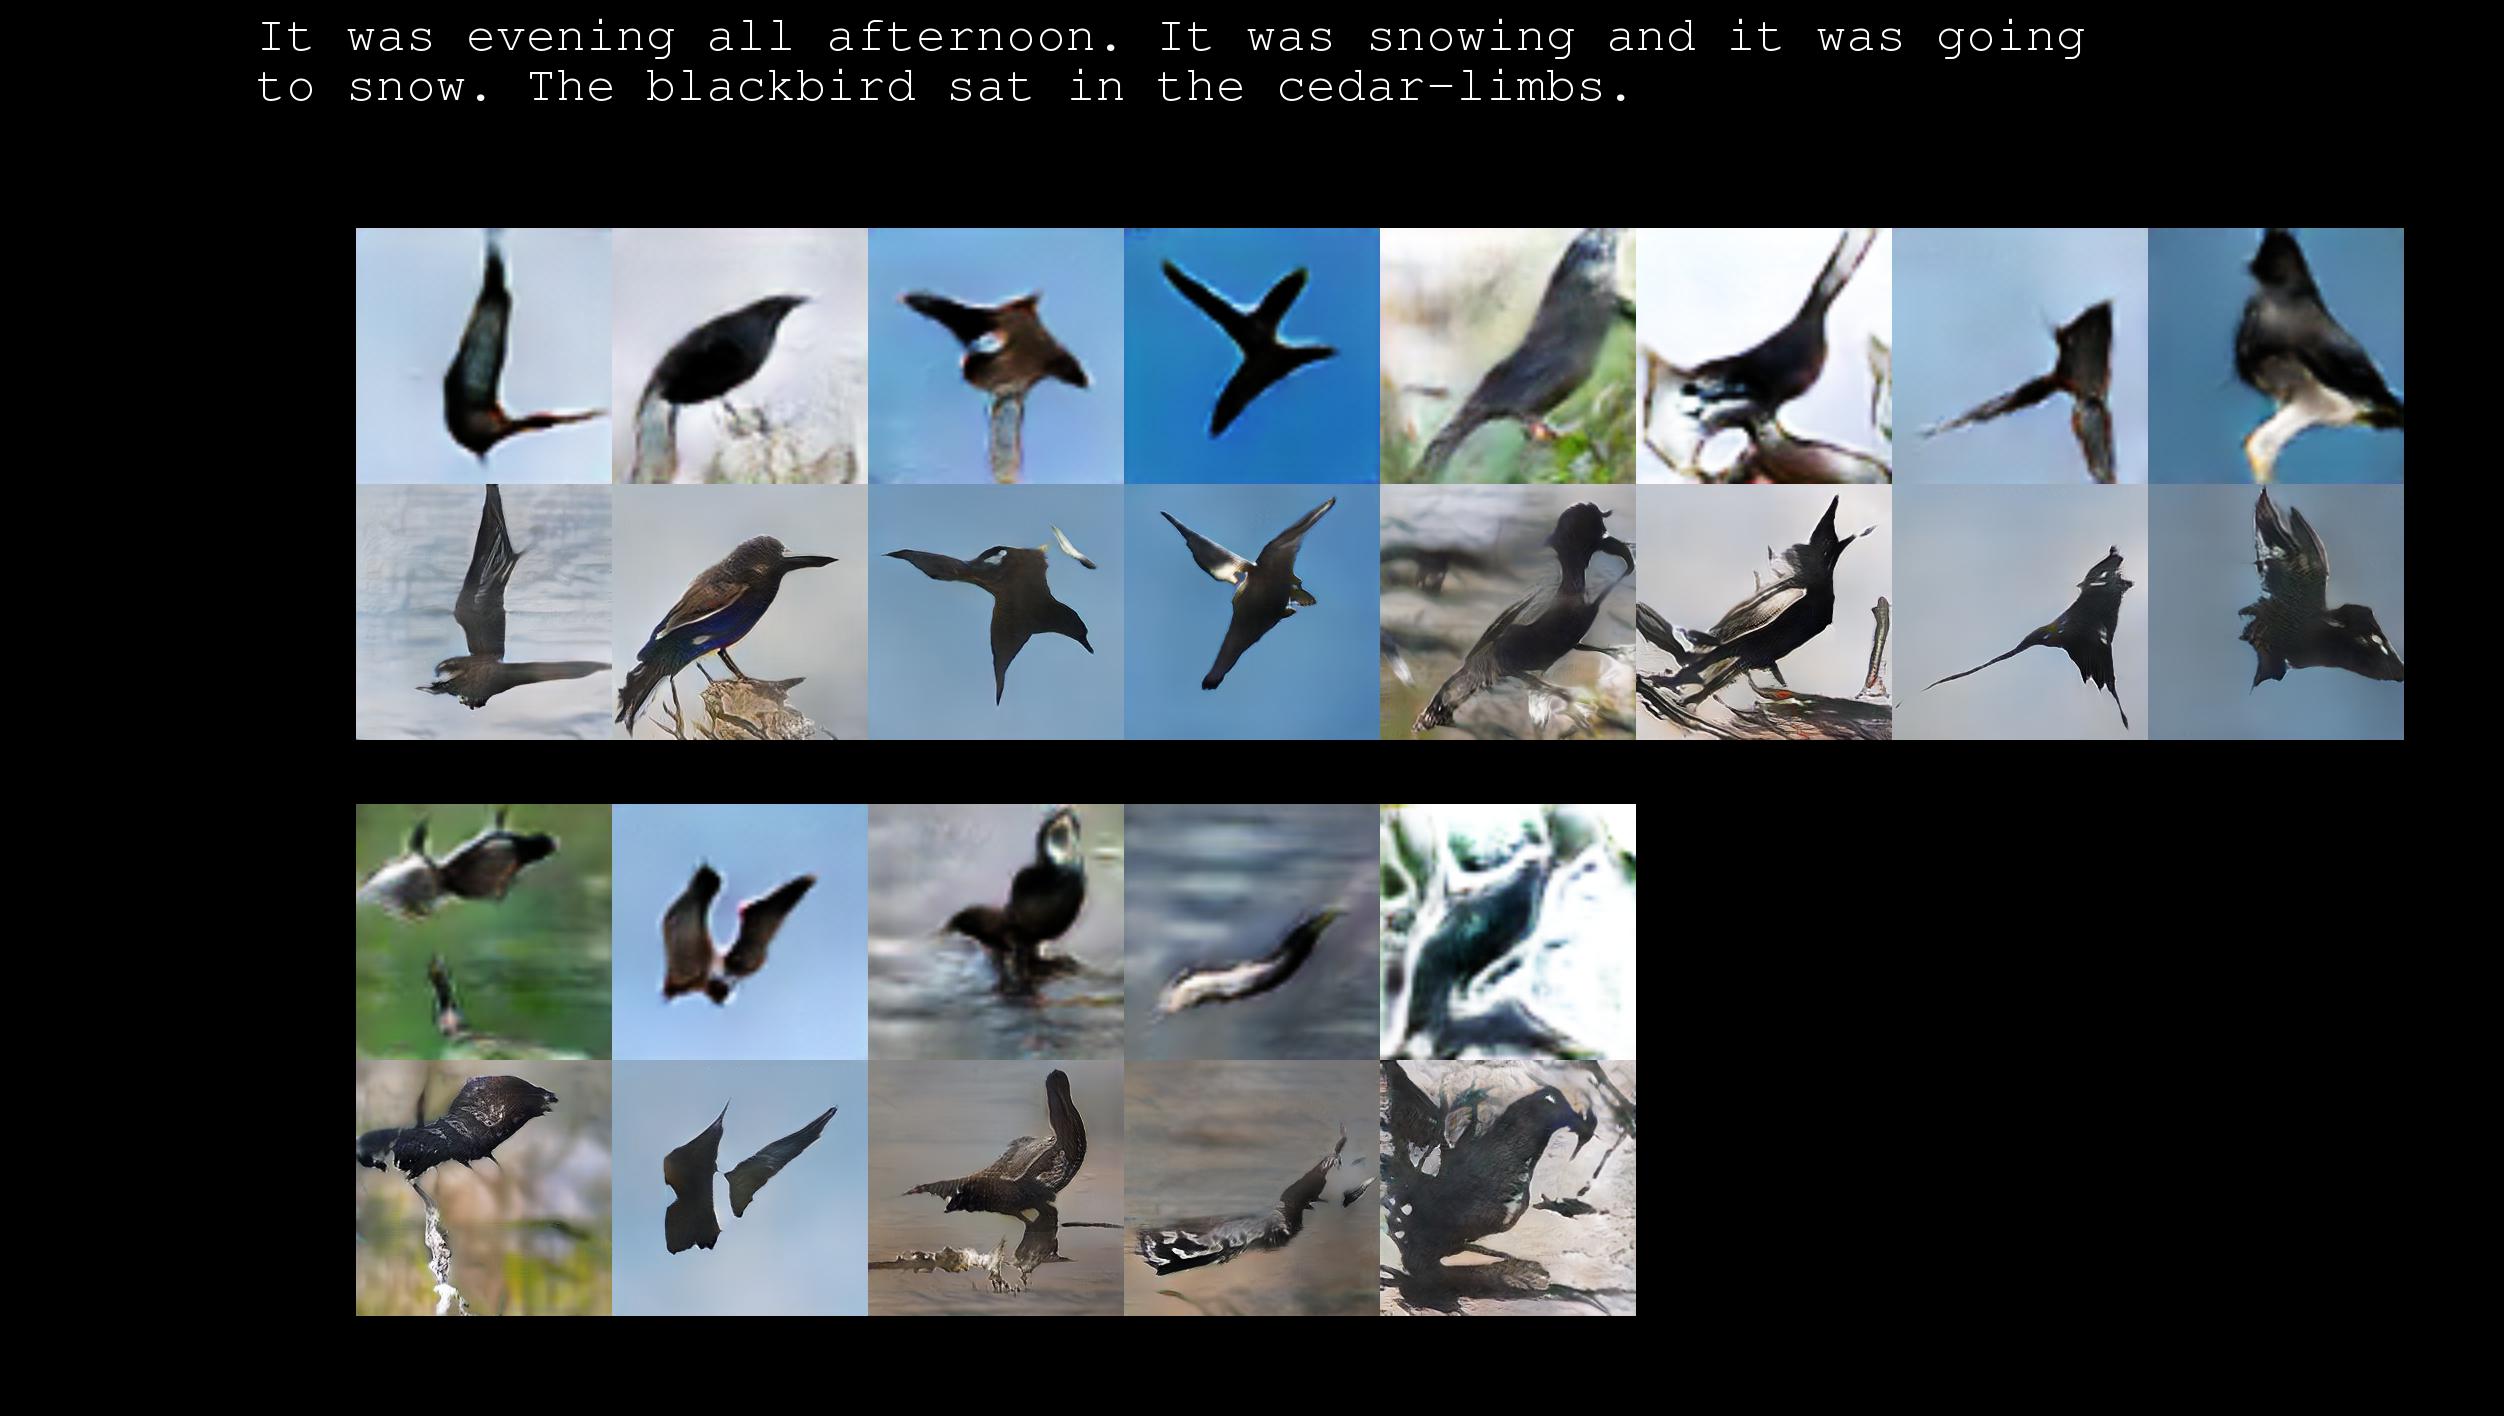 It was evening all afternoon. It was snowing and it was going
to snow. The blackbird sat in the cedar-limbs.